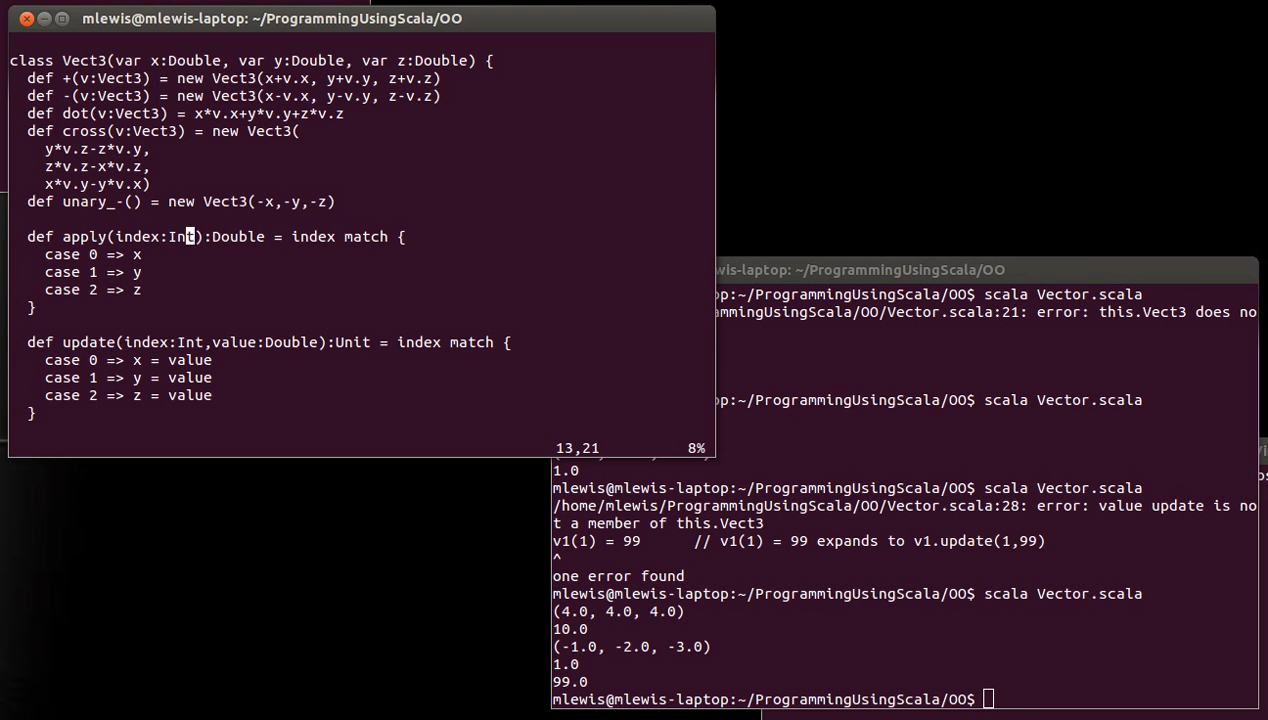 mlewis@mlewis-laptop: ~/ProgrammingUsingScala/OO
class Vect3(var x:Double, var y:Double, var z:Double) {
  def +(v:Vect3) = new Vect3(x+v.x, y+v.y, z+v.z)
  def -(v:Vect3) = new Vect3(x-v.x, y-v.y, z-v.z)
  def dot(v:Vect3) = x*v.x+y*v.y+z*v.z
  def cross(v:Vect3) = new Vect3(
    y*v.z-z*v.y,
    z*v.z-x*v.z,
    x*v.y-y*v.x)
  def unary_-() = new Vect3(-x,-y,-z)
  def apply(index:Int):Double = index match {
    case 0 => x
    case 1 => y
    case 2 => z
  }
  def update(index:Int,value:Double):Unit = index match {
    case 0 => x = value
    case 1 => y = value
    case 2 => z = value
  }
13,21 8%
wis-laptop: ~/ProgrammingUsingScala/OO
op:~/ProgrammingUsingScala/OO$ scala Vector.scala
ammingUsingScala/OO/Vector.scala:21: error: this.Vect3 does no
op:~/ProgrammingUsingScala/OO$ scala Vector.scala
1.0
mlewis@mlewis-laptop:~/ProgrammingUsingScala/OO$ scala Vector.scala
/home/mlewis/ProgrammingUsingScala/OO/Vector.scala:28: error: value update is no
t a member of this.Vect3
v1(1) = 99      // v1(1) = 99 expands to v1.update(1,99)
^
one error found
mlewis@mlewis-laptop:~/ProgrammingUsingScala/OO$ scala Vector.scala
(4.0, 4.0, 4.0)
10.0
(-1.0, -2.0, -3.0)
1.0
99.0
mlewis@mlewis-laptop:~/ProgrammingUsingScala/OO$